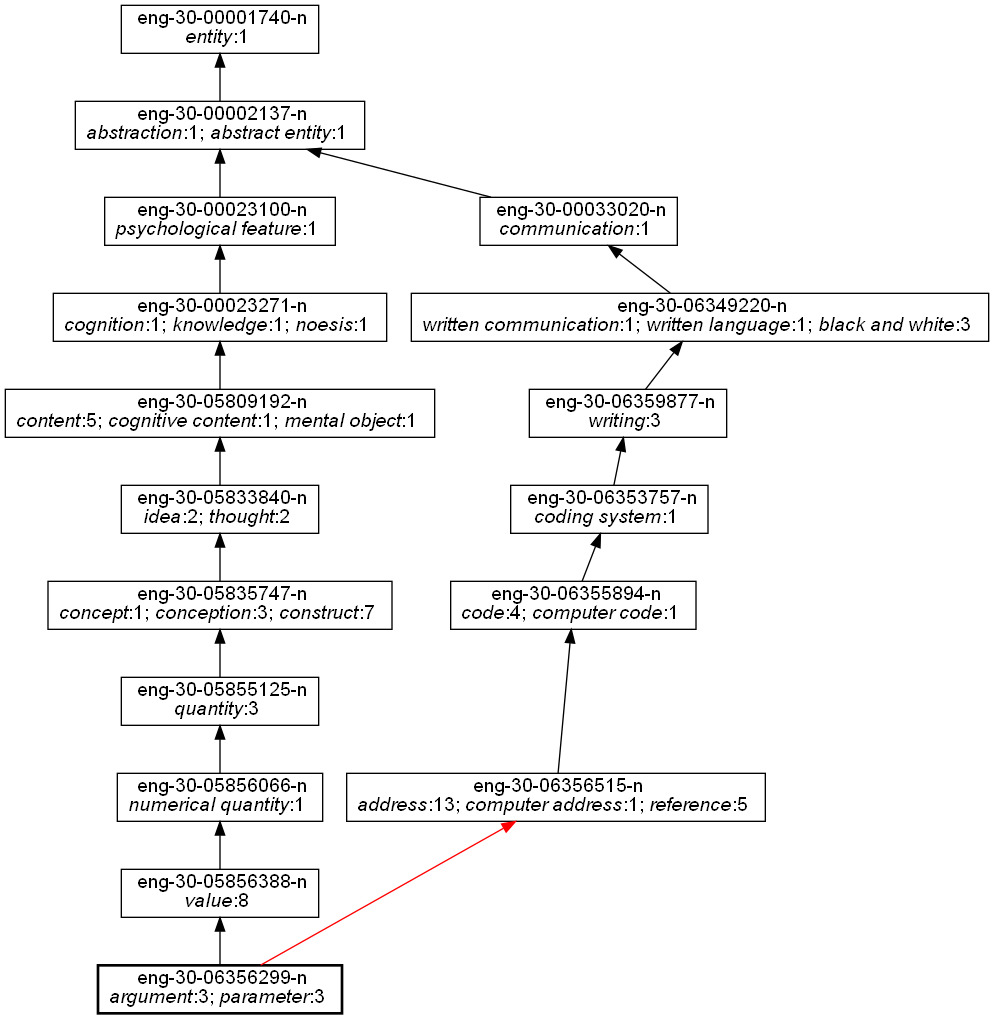 eng-30-00001740-n
entity:1
eng-30-00002137-n
abstraction:1; abstract entity:1
eng-30-00023100-n
psychological feature:1
eng-30-00033020-n
communication:1
eng-30-00023271-n
cognition:1; knowledge:1; noesis:1
eng-30-06349220-n
written communication:1; written language:1; black and white:3
eng-30-05809192-n
content:5; cognitive content:1; mental object:1
eng-30-06359877-n
writing:3
eng-30-05833840-n
idea:2; thought:2
eng-30-06353757-n
coding system:1
eng-30-05835747-n
concept:1; conception:3; construct:7
eng-30-06355894-n
code:4; computer code:1
eng-30-05855125-n
quantity:3
eng-30-05856066-n
numerical quantity:1
eng-30-06356515-n
address:13; computer address:1; reference:5
eng-30-05856388-n
value:8
eng-30-06356299-n
argument:3; parameter:3